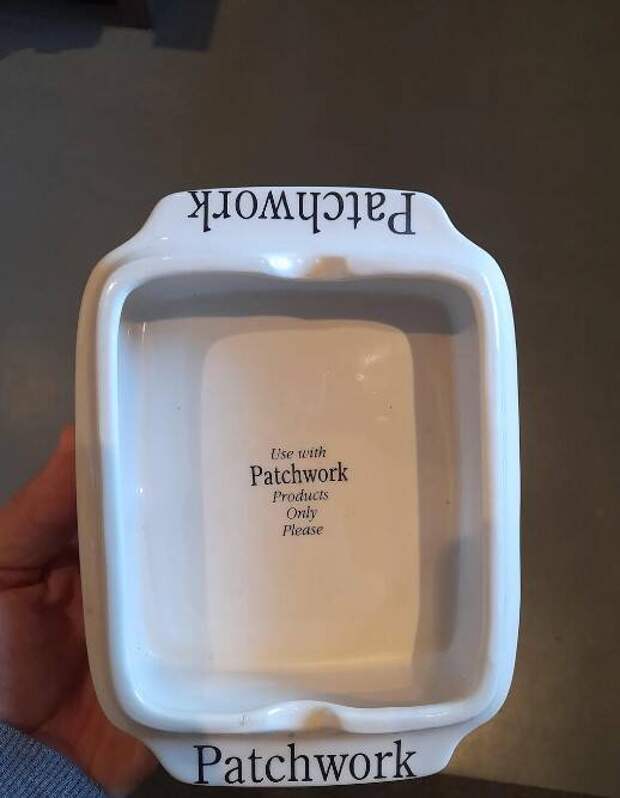 Patchwork
Use with
Patchwork
Products
Only
Please
Patchwork